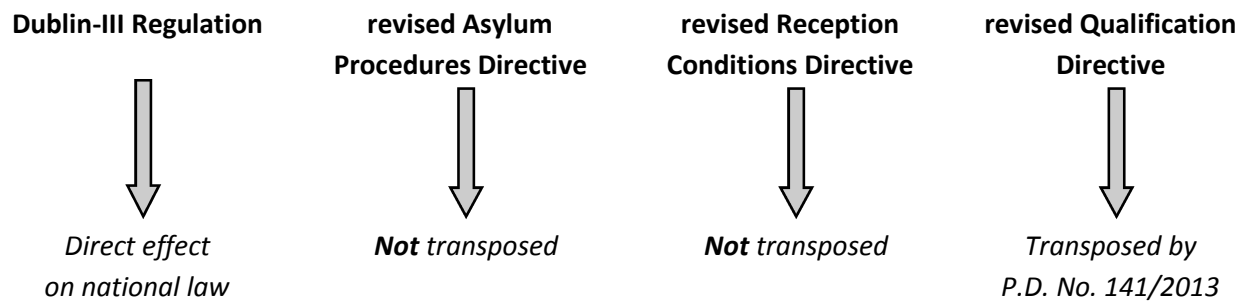 Dublin-III Regulation
revised Asylum
Procedures Directive
revised Reception
Conditions Directive
revised Qualification
Directive
Direct effect
on national law
Not transposed
Not transposed
Transposed by
P.D. No. 141/2013